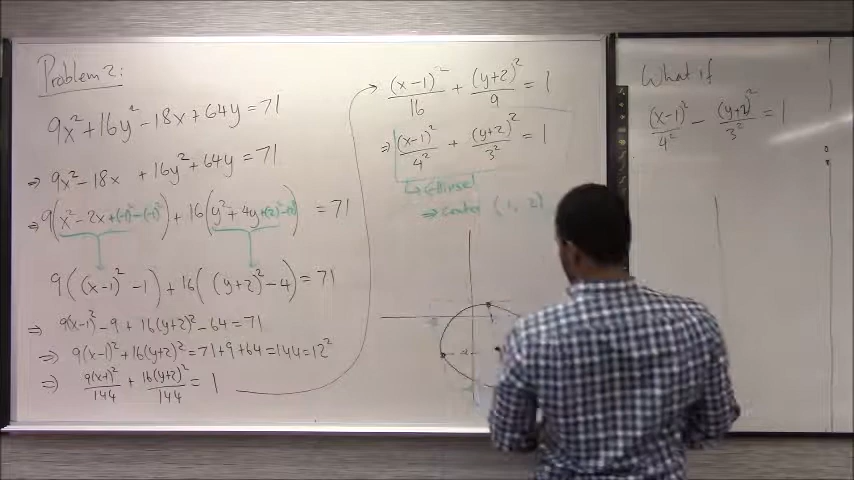 Problem 2:
9x² + 16y² - 18x + 64y = 71
⇒ 9x² - 18x + 16y² + 64y = 71
⇒ 9(x² - 2x + (-1)² - (-1)²) + 16(y² + 4y + (2)² - 2²) = 71
9((x-1)² - 1) + 16((y+2)² - 4) = 71
⇒ 9(x-1)² - 9 + 16(y+2)² - 64 = 71
⇒ 9(x-1)² + 16(y+2)² = 71 + 9 + 64 = 144 = 12²
⇒ 9(x-1)²/144 + 16(y+2)²/144 = 1
(x-1)²/16 + (y+2)²/9 = 1
⇒ (x-1)²/4² + (y+2)²/3² = 1
↳ Ellipse!
⇒ Center (1, 2)
What if
(x-1)²/4² - (y+2)²/3² = 1